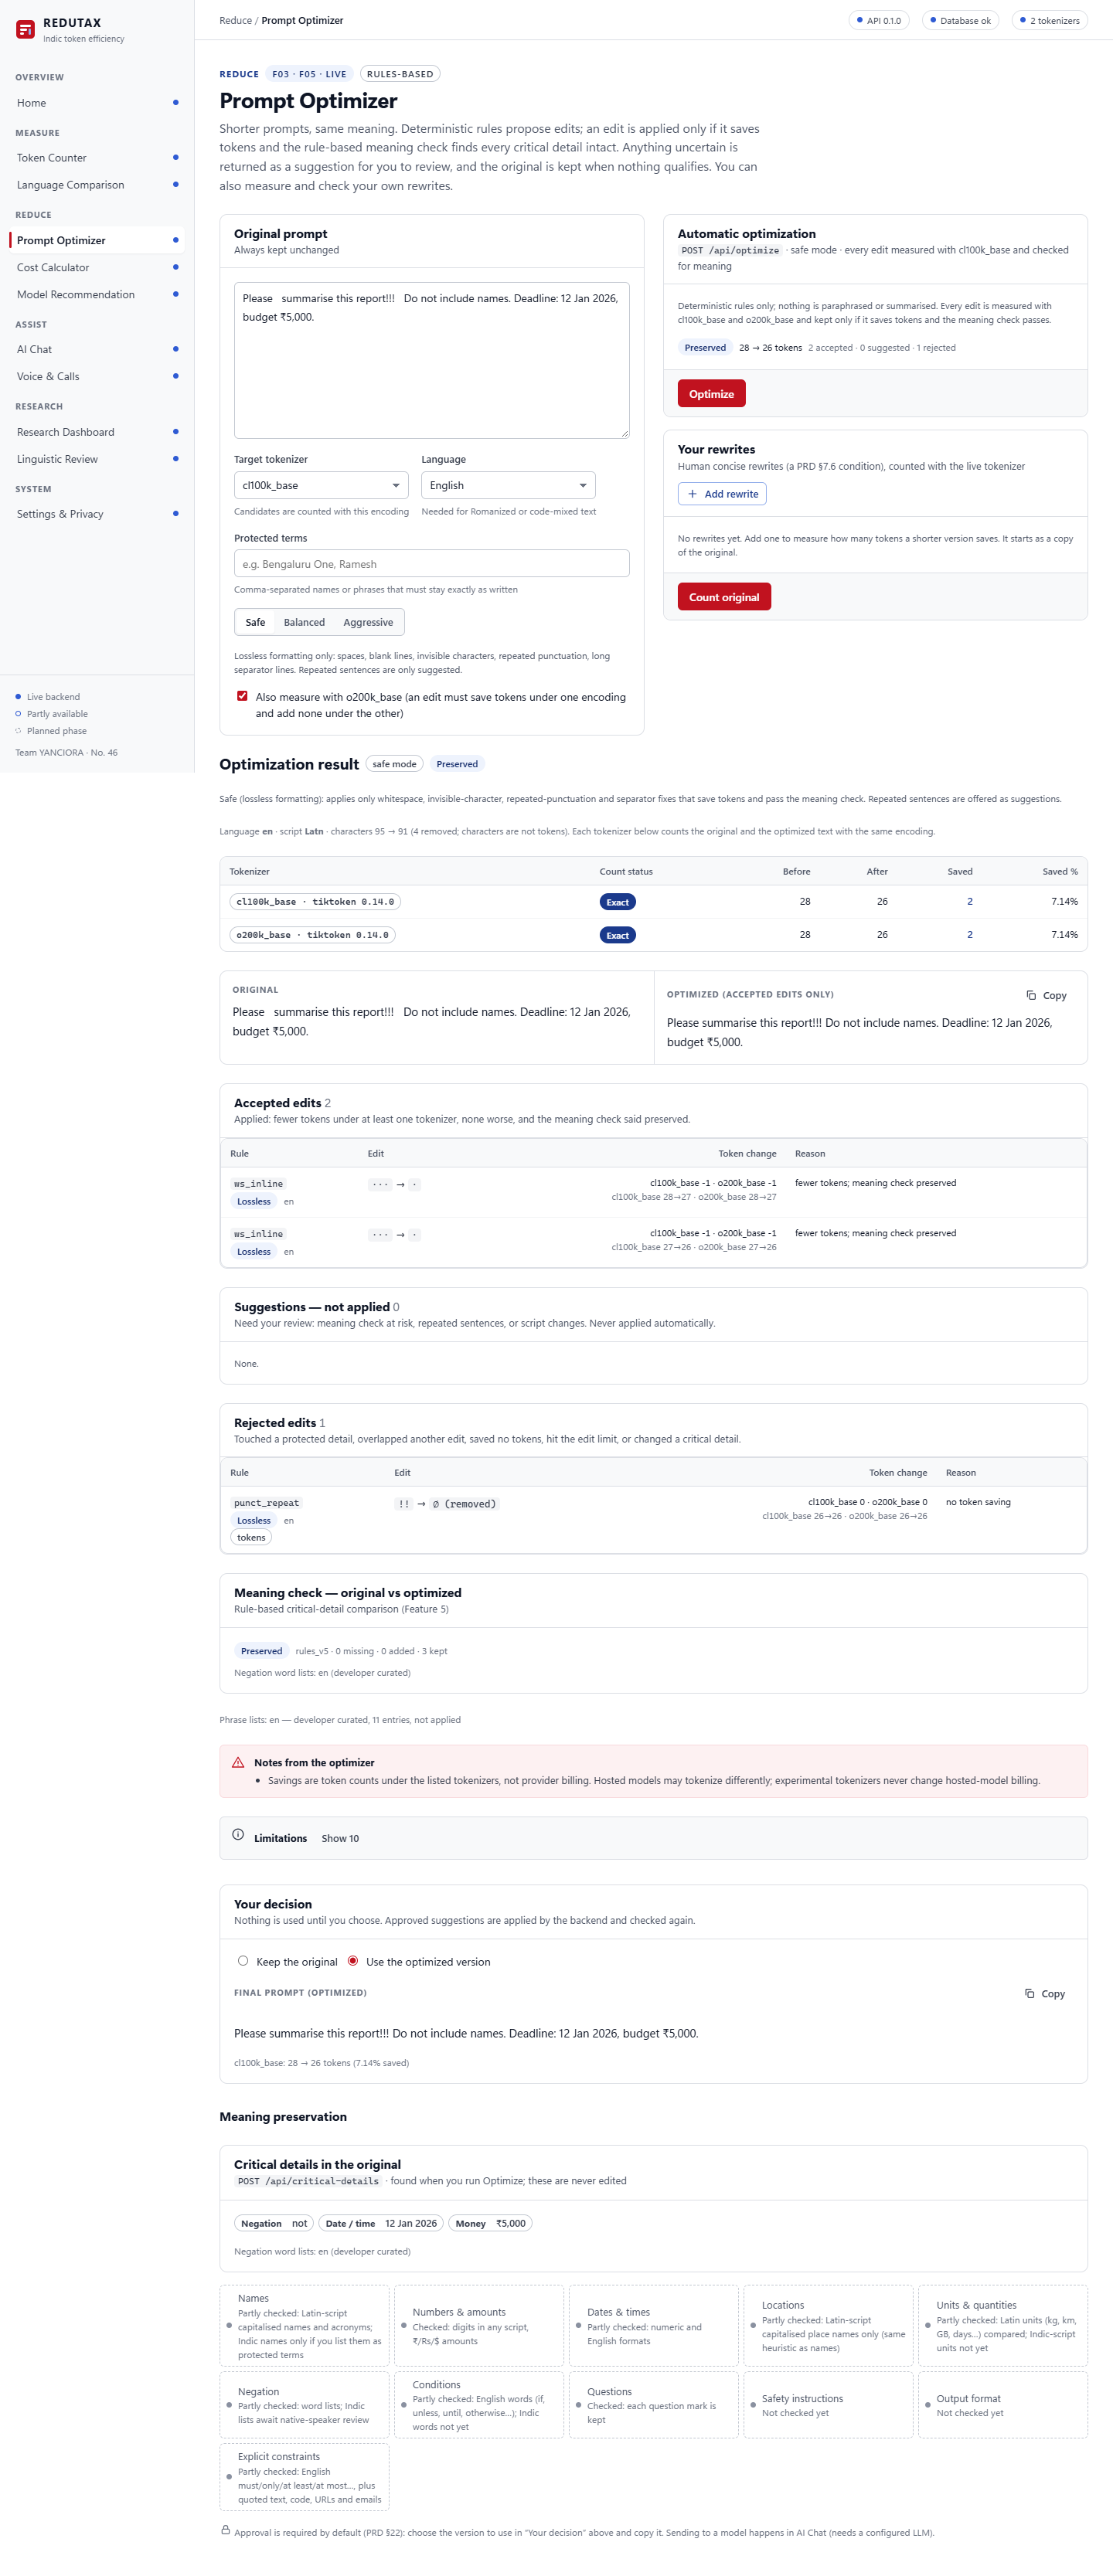 REDUTAX
Indic token efficiency
OVERVIEW
Home
MEASURE
Token Counter
Language Comparison
REDUCE
Prompt Optimizer
Cost Calculator
Model Recommendation
ASSIST
AI Chat
Voice & Calls
RESEARCH
Research Dashboard
Linguistic Review
SYSTEM
Settings & Privacy
Live backend
Partly available
Planned phase
Team YANCIORA · No. 46
Reduce / Prompt Optimizer
API 0.1.0
Database ok
2 tokenizers
REDUCE F03 · F05 · LIVE RULES-BASED
Prompt Optimizer
Shorter prompts, same meaning. Deterministic rules propose edits; an edit is applied only if it saves
tokens and the rule-based meaning check finds every critical detail intact. Anything uncertain is
returned as a suggestion for you to review, and the original is kept when nothing qualifies. You can
also measure and check your own rewrites.
Original prompt
Always kept unchanged
Please   summarise this report!!!   Do not include names. Deadline: 12 Jan 2026,
budget ₹5,000.
Target tokenizer
cl100k_base
Candidates are counted with this encoding
Language
English
Needed for Romanized or code-mixed text
Protected terms
e.g. Bengaluru One, Ramesh
Comma-separated names or phrases that must stay exactly as written
Safe Balanced Aggressive
Lossless formatting only: spaces, blank lines, invisible characters, repeated punctuation, long
separator lines. Repeated sentences are only suggested.
Also measure with o200k_base (an edit must save tokens under one encoding
and add none under the other)
Automatic optimization
POST /api/optimize · safe mode · every edit measured with cl100k_base and checked
for meaning
Deterministic rules only; nothing is paraphrased or summarised. Every edit is measured with
cl100k_base and o200k_base and kept only if it saves tokens and the meaning check passes.
Preserved 28 → 26 tokens 2 accepted · 0 suggested · 1 rejected
Optimize
Your rewrites
Human concise rewrites (a PRD §7.6 condition), counted with the live tokenizer
+ Add rewrite
No rewrites yet. Add one to measure how many tokens a shorter version saves. It starts as a copy
of the original.
Count original
Optimization result safe mode Preserved
Safe (lossless formatting): applies only whitespace, invisible-character, repeated-punctuation and separator fixes that save tokens and pass the meaning check. Repeated sentences are offered as suggestions.
Language en · script Latn · characters 95 → 91 (4 removed; characters are not tokens). Each tokenizer below counts the original and the optimized text with the same encoding.
Tokenizer Count status Before After Saved Saved %
cl100k_base · tiktoken 0.14.0 Exact 28 26 2 7.14%
o200k_base · tiktoken 0.14.0 Exact 28 26 2 7.14%
ORIGINAL
Please   summarise this report!!!   Do not include names. Deadline: 12 Jan 2026,
budget ₹5,000.
OPTIMIZED (ACCEPTED EDITS ONLY)
Copy
Please summarise this report!!! Do not include names. Deadline: 12 Jan 2026,
budget ₹5,000.
Accepted edits 2
Applied: fewer tokens under at least one tokenizer, none worse, and the meaning check said preserved.
Rule Edit Token change Reason
ws_inline ··· → · cl100k_base -1 · o200k_base -1 fewer tokens; meaning check preserved
Lossless en cl100k_base 28→27 · o200k_base 28→27
ws_inline ··· → · cl100k_base -1 · o200k_base -1 fewer tokens; meaning check preserved
Lossless en cl100k_base 27→26 · o200k_base 27→26
Suggestions — not applied 0
Need your review: meaning check at risk, repeated sentences, or script changes. Never applied automatically.
None.
Rejected edits 1
Touched a protected detail, overlapped another edit, saved no tokens, hit the edit limit, or changed a critical detail.
Rule Edit Token change Reason
punct_repeat !! → Ø (removed) cl100k_base 0 · o200k_base 0 no token saving
Lossless en cl100k_base 26→26 · o200k_base 26→26
tokens
Meaning check — original vs optimized
Rule-based critical-detail comparison (Feature 5)
Preserved rules_v5 · 0 missing · 0 added · 3 kept
Negation word lists: en (developer curated)
Phrase lists: en — developer curated, 11 entries, not applied
Notes from the optimizer
• Savings are token counts under the listed tokenizers, not provider billing. Hosted models may tokenize differently; experimental tokenizers never change hosted-model billing.
Limitations Show 10
Your decision
Nothing is used until you choose. Approved suggestions are applied by the backend and checked again.
Keep the original Use the optimized version
FINAL PROMPT (OPTIMIZED)
Copy
Please summarise this report!!! Do not include names. Deadline: 12 Jan 2026, budget ₹5,000.
cl100k_base: 28 → 26 tokens (7.14% saved)
Meaning preservation
Critical details in the original
POST /api/critical-details · found when you run Optimize; these are never edited
Negation not Date / time 12 Jan 2026 Money ₹5,000
Negation word lists: en (developer curated)
Names
Partly checked: Latin-script
capitalised names and acronyms;
Indic names only if you list them as
protected terms
Numbers & amounts
Checked: digits in any script,
₹/Rs/$ amounts
Dates & times
Partly checked: numeric and
English formats
Locations
Partly checked: Latin-script
capitalised place names only (same
heuristic as names)
Units & quantities
Partly checked: Latin units (kg, km,
GB, days...) compared; Indic-script
units not yet
Negation
Partly checked: word lists; Indic
lists await native-speaker review
Conditions
Partly checked: English words (if,
unless, until, otherwise...); Indic
words not yet
Questions
Checked: each question mark is
kept
Safety instructions
Not checked yet
Output format
Not checked yet
Explicit constraints
Partly checked: English
must/only/at least/at most..., plus
quoted text, code, URLs and emails
Approval is required by default (PRD §22): choose the version to use in "Your decision" above and copy it. Sending to a model happens in AI Chat (needs a configured LLM).